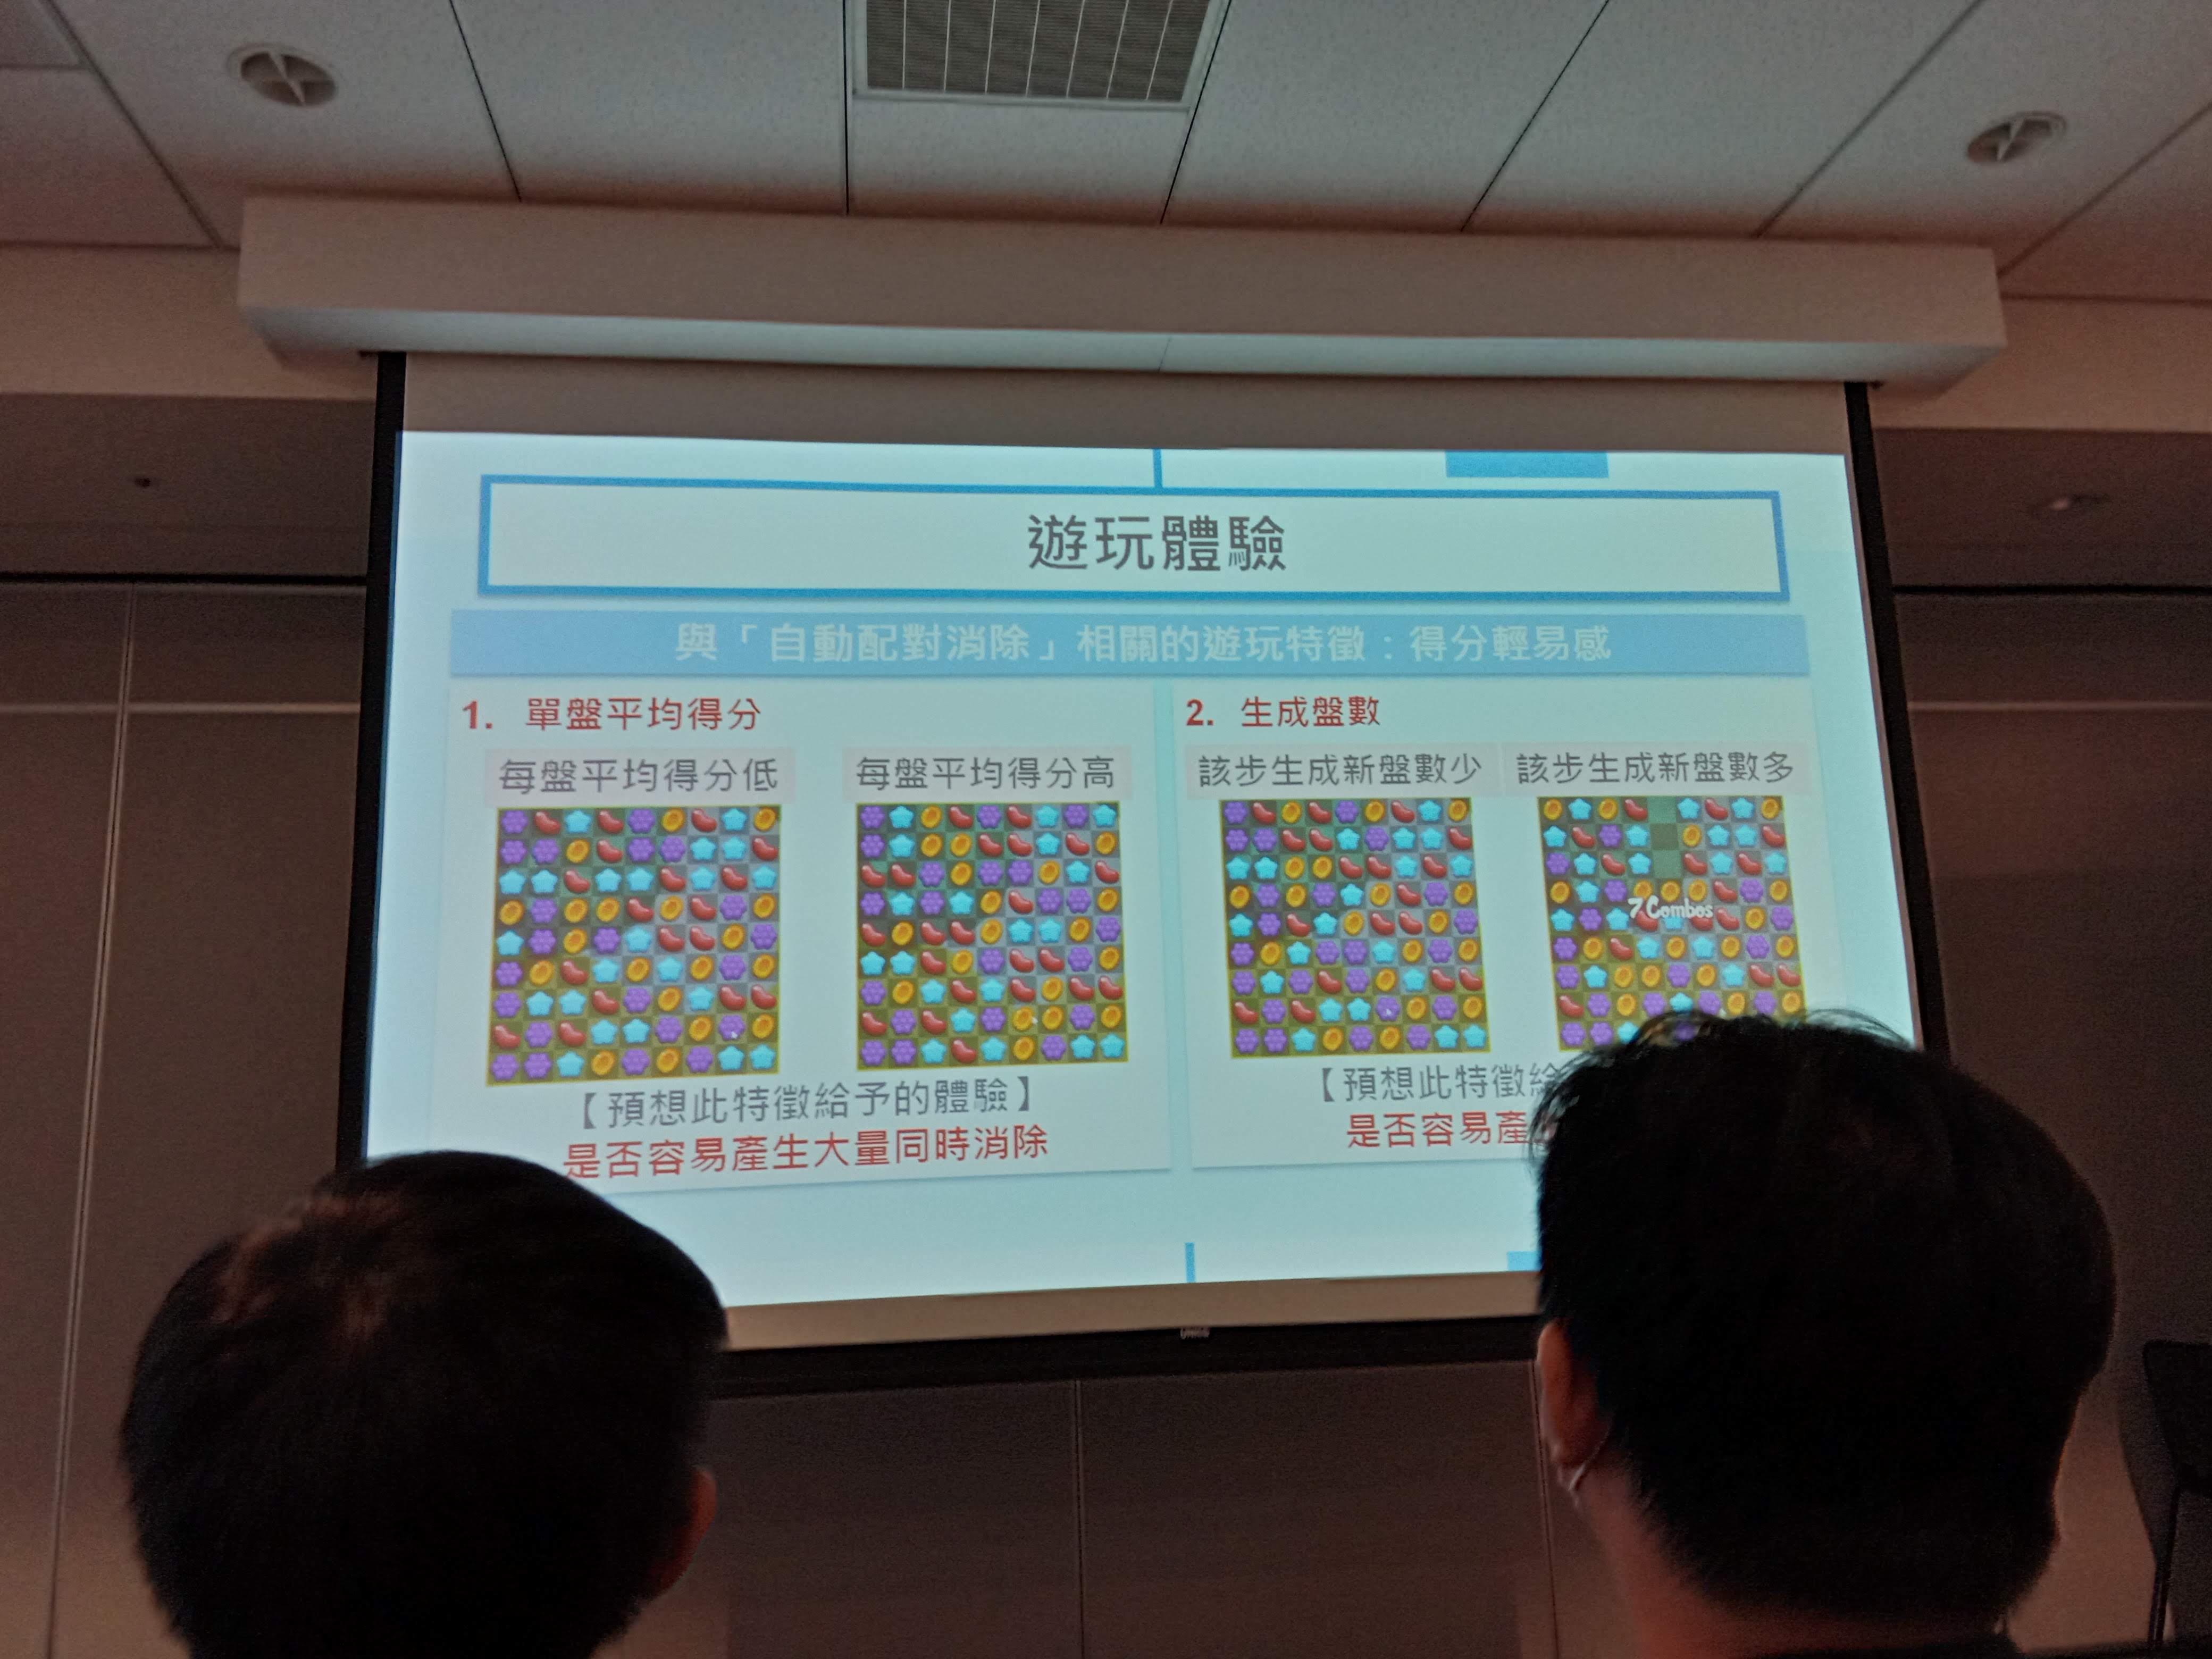 遊玩體驗
與「自動配對消除」相關的遊玩特徵：得分輕易感
1. 單盤平均得分
每盤平均得分低
每盤平均得分高
【預想此特徵給予的體驗】
是否容易產生大量同時消除
2. 生成盤數
該步生成新盤數少
該步生成新盤數多
7 Combos
【預想此特徵給
是否容易產